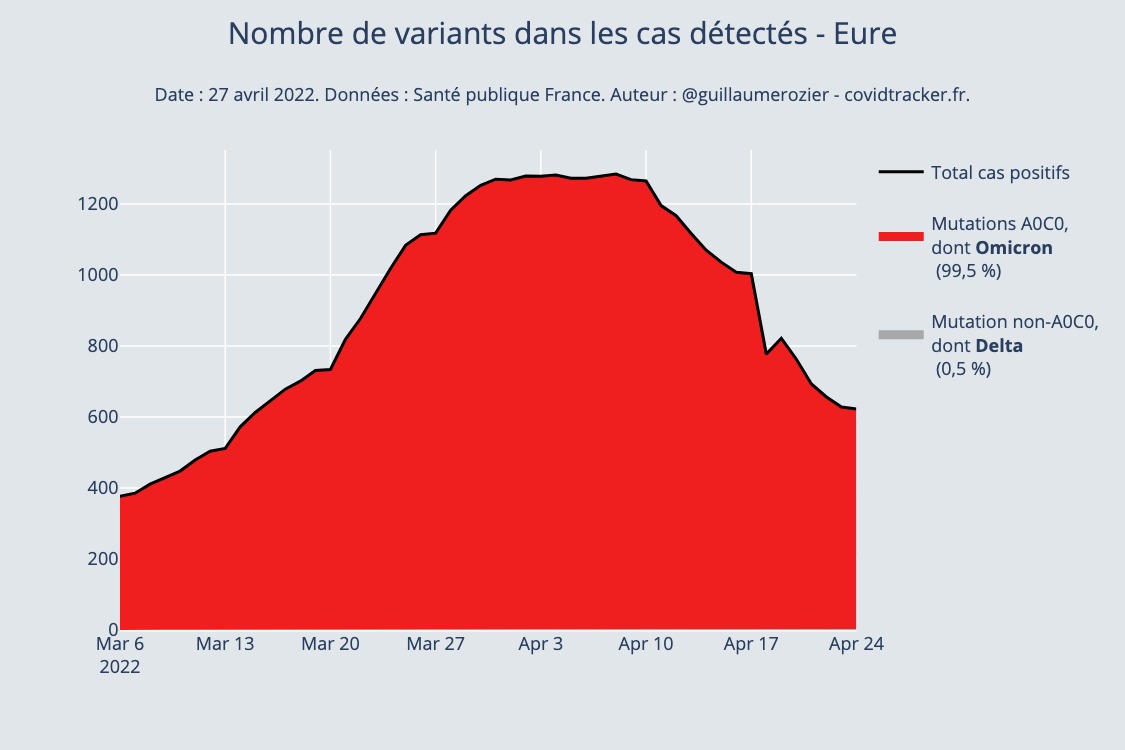 Nombre de variants dans les cas détectés - Eure
Date : 27 avril 2022. Données : Santé publique France. Auteur : @guillaumerozier - covidtracker.fr.
Total cas positifs
Mutations A0C0,
dont Omicron
(99,5 %)
Mutation non-A0C0,
dont Delta
(0,5 %)
1200
1000
800
600
400
200
0
Mar 6 Mar 13 Mar 20 Mar 27 Apr 3 Apr 10 Apr 17 Apr 24
2022